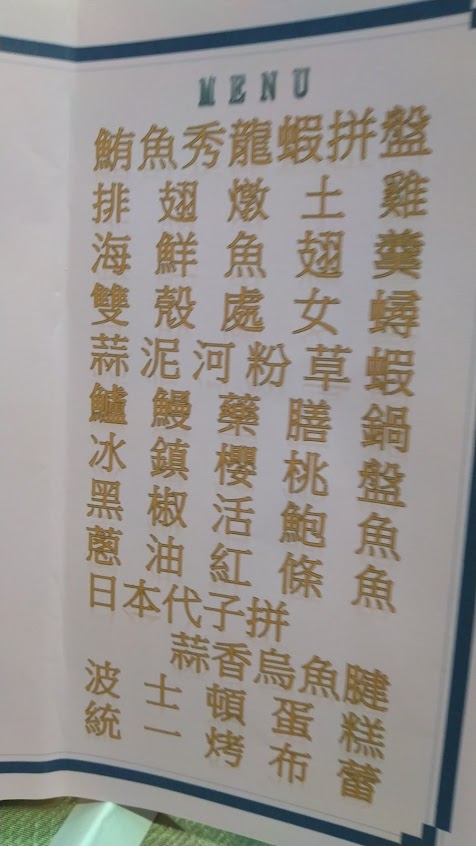 MENU
鮪魚秀龍蝦拼盤
排翅燉土雞
海鮮魚翅羹
雙殼處女蟳
蒜泥河粉草蝦
鱸鰻藥膳鍋
冰鎮櫻桃盤
黑椒活鮑魚
蔥油紅條魚
日本代子拼
蒜香烏魚腱
波士頓蛋糕
統一烤布蕾